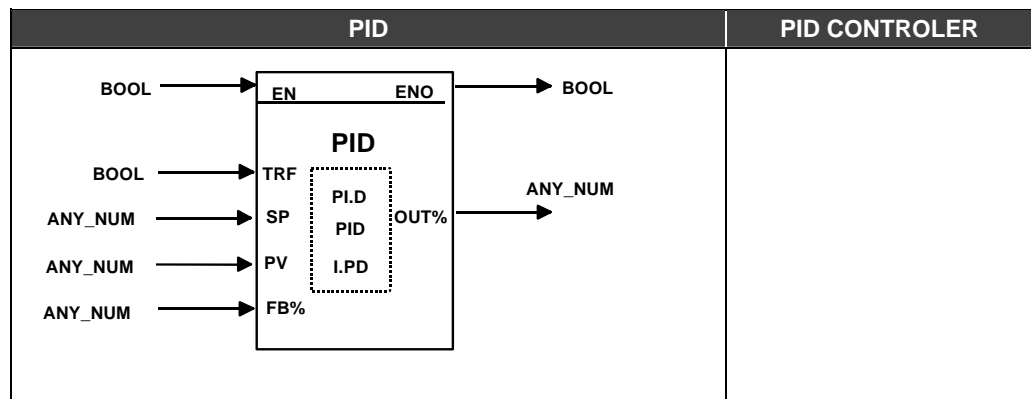 PID PID CONTROLER
BOOL EN ENO BOOL
PID
BOOL TRF
PI.D
ANY_NUM
ANY_NUM SP PID OUT%
ANY_NUM PV I.PD
ANY_NUM FB%